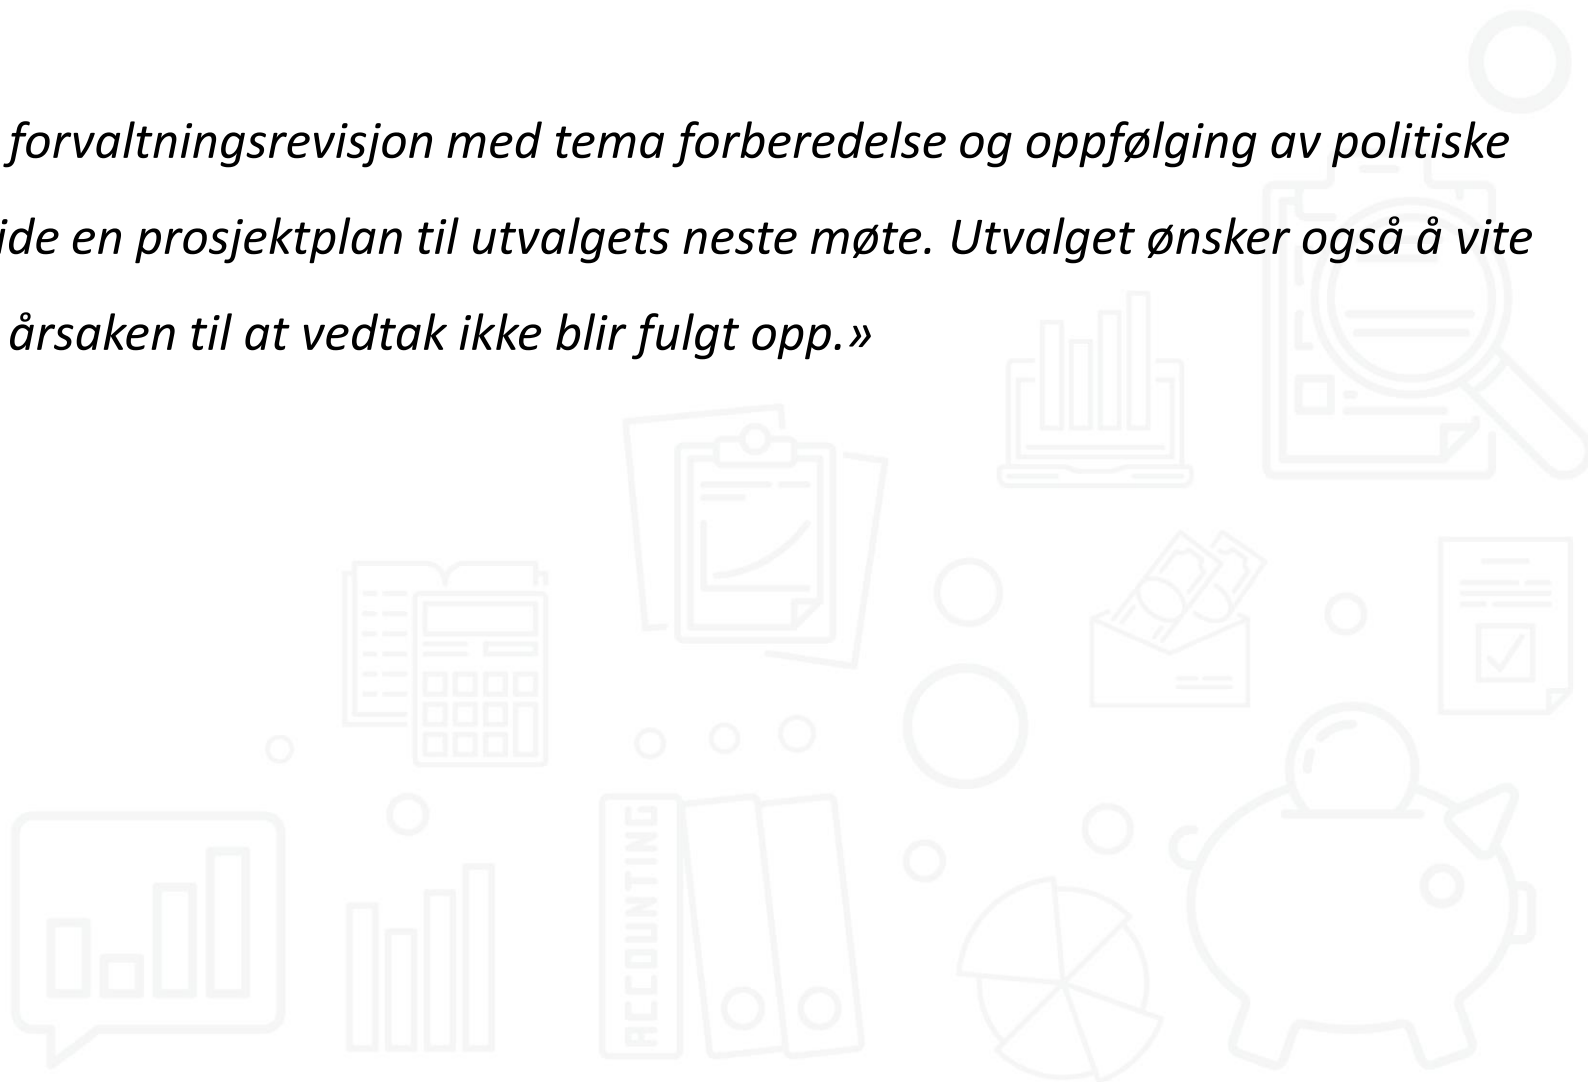 forvaltningsrevisjon med tema forberedelse og oppfølging av politiske
ide en prosjektplan til utvalgets neste møte. Utvalget ønsker også å vite
årsaken til at vedtak ikke blir fulgt opp.»
ACCOUNTING